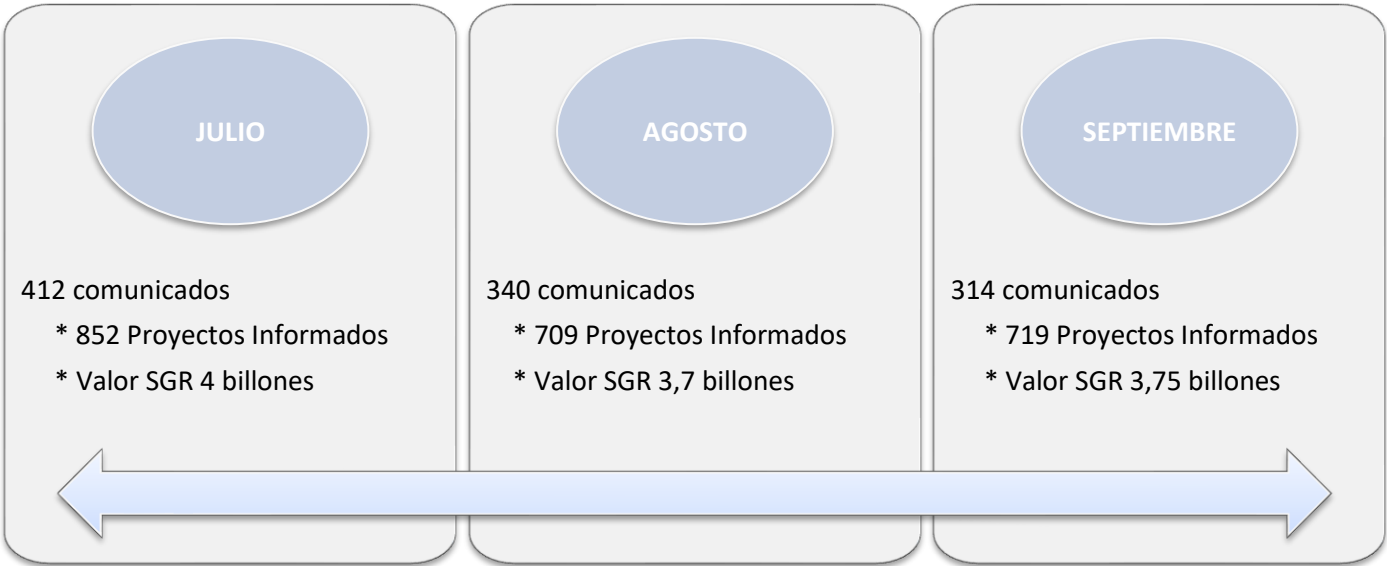 JULIO
412 comunicados
* 852 Proyectos Informados
* Valor SGR 4 billones
AGOSTO
340 comunicados
* 709 Proyectos Informados
* Valor SGR 3,7 billones
SEPTIEMBRE
314 comunicados
* 719 Proyectos Informados
* Valor SGR 3,75 billones